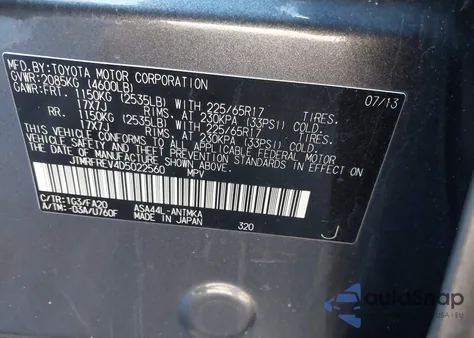 MFD.BY:TOYOTA MOTOR CORPORATION 07/13
GVWR:2085KG (4600LB)
GAWR:FRT. 1150KG (2535LB) WITH 225/65R17 TIRES.
17X7J RIMS, AT 230KPA (33PSI) COLD.
RR. 1150KG (2535LB) WITH 225/65R17 TIRES.
17X7J RIMS, AT 230KPA (33PSI) COLD.
THIS VEHICLE CONFORMS TO ALL APPLICABLE FEDERAL MOTOR
VEHICLE SAFETY AND THEFT PREVENTION STANDARDS IN EFFECT ON
THE DATE OF MANUFACTURE SHOWN ABOVE.
JTMRFREV4D5022560 MPV
C/TR:1G3/FA20 ASA44L-ANTMKA
A/TM:-03A/U760F MADE IN JAPAN 320 J
autoSnap